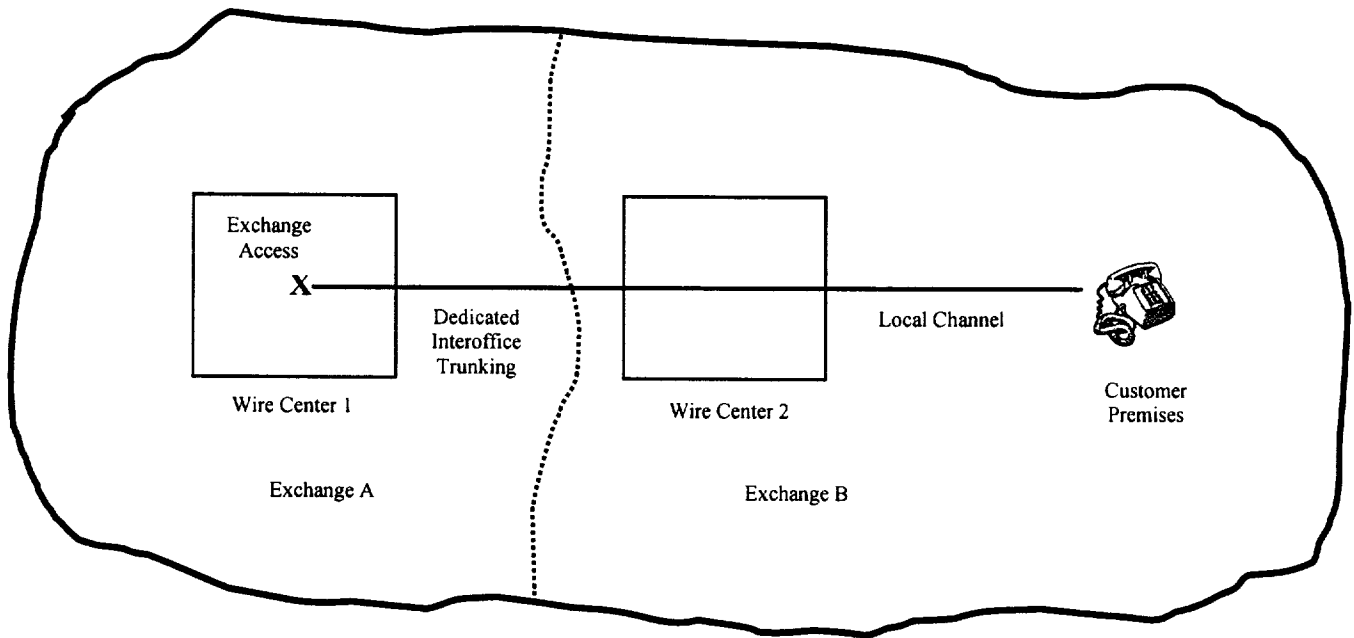 Exchange
Access
X
Dedicated
Interoffice
Trunking
Local Channel
Wire Center 1
Wire Center 2
Customer
Premises
Exchange A
Exchange B